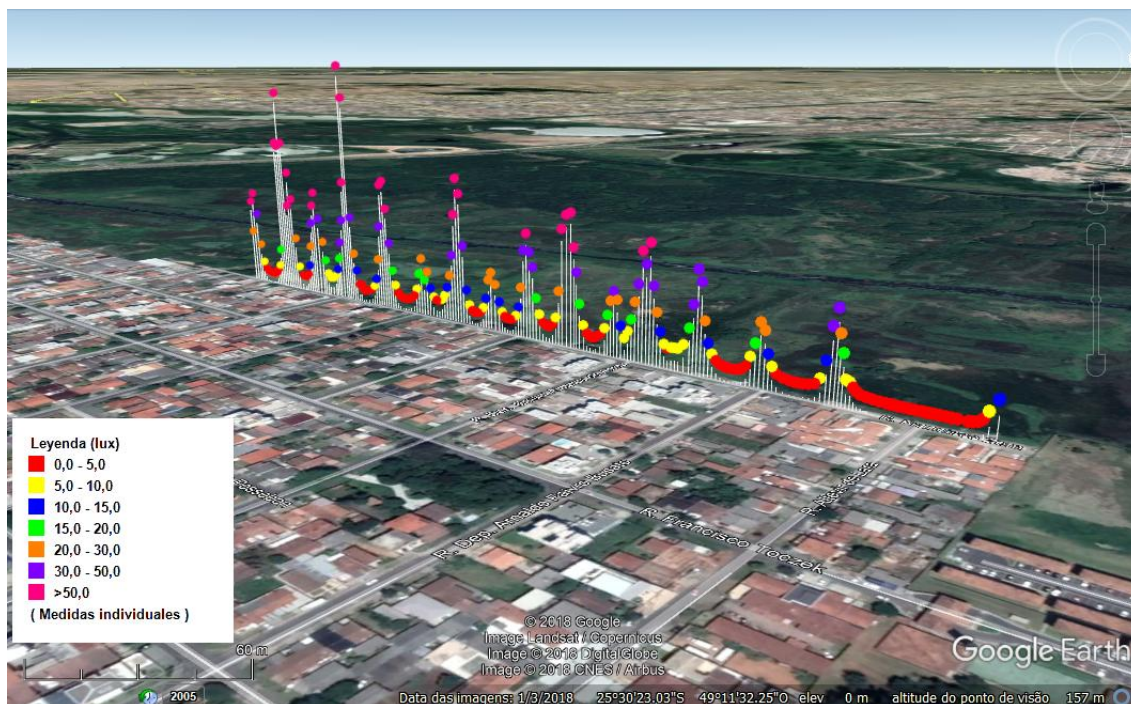 Leyenda (lux)
0,0 - 5,0
5,0 - 10,0
10,0 - 15,0
15,0 - 20,0
20,0 - 30,0
30,0 - 50,0
>50,0
( Medidas individuales )
R. Francisco Toczek
R. Dep.
© 2018 Google
Image Landsat / Copernicus
Image © 2018 DigitalGlobe
Image © 2018 CNES / Airbus
Google Earth
60 m
2005
Data das imagens: 1/3/2018 25°30'23.03"S 49°11'32.25"O elev 0 m altitude do ponto de visão 157 m